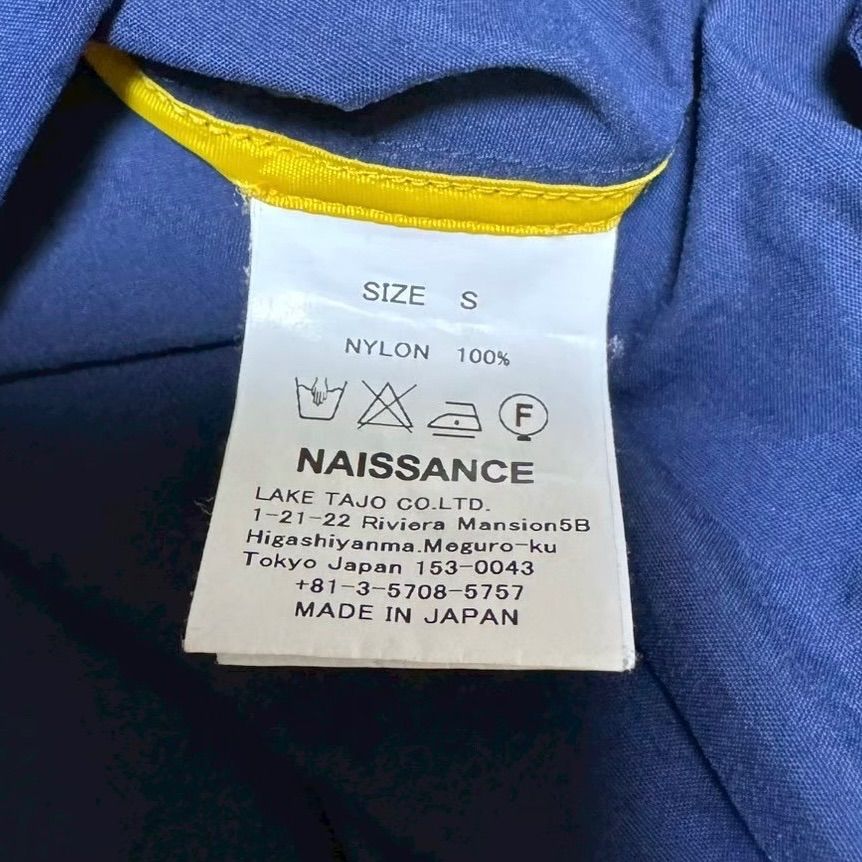 SIZE S
NYLON 100%
F
NAISSANCE
LAKE TAJO CO.LTD.
1-21-22 Riviera Mansion5B
Higashiyanma.Meguro-ku
Tokyo Japan 153-0043
+81-3-5708-5757
MADE IN JAPAN